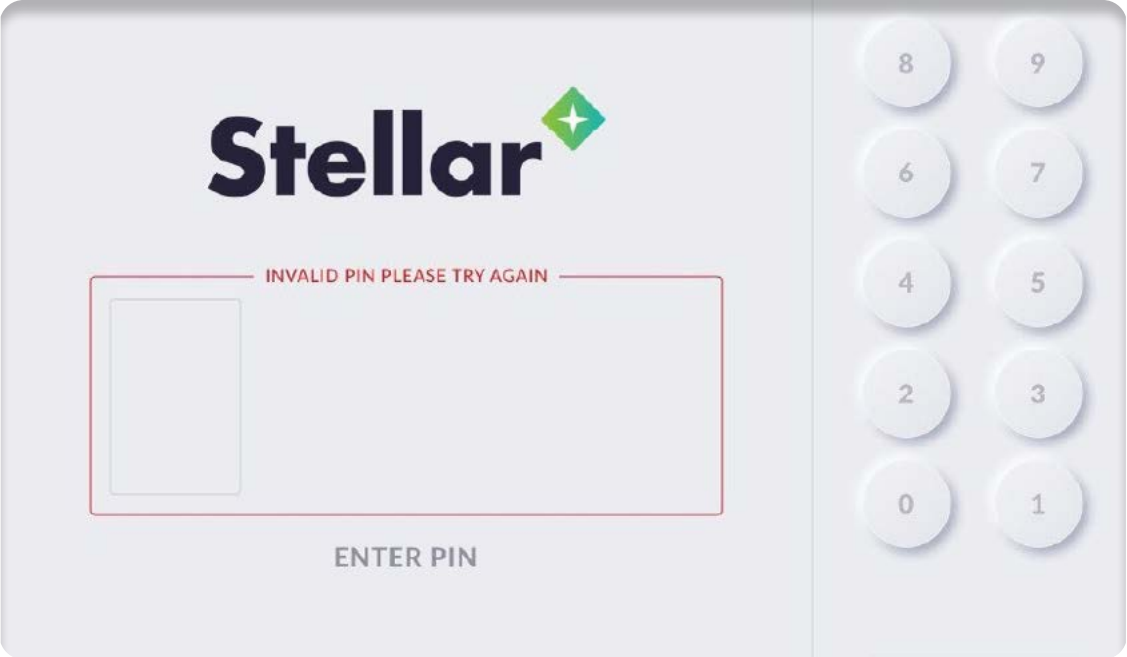 Stellar
INVALID PIN PLEASE TRY AGAIN
ENTER PIN
8 9
6 7
4 5
2 3
0 1